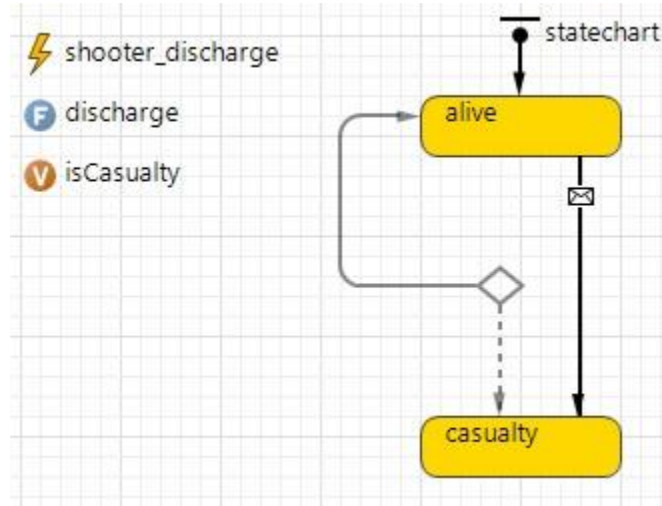 statechart
shooter_discharge
alive
F discharge
V isCasualty
casualty